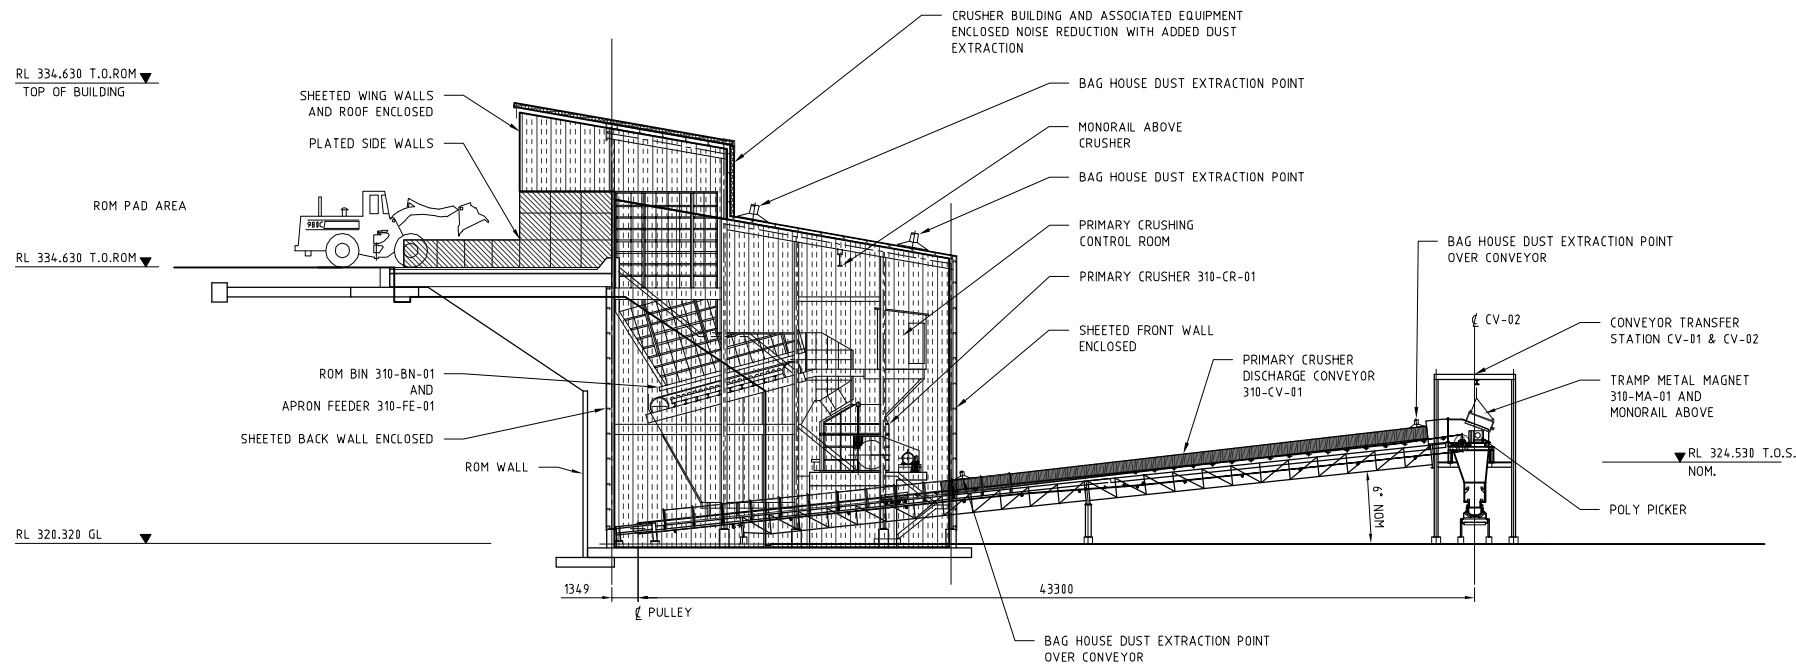 CRUSHER BUILDING AND ASSOCIATED EQUIPMENT
ENCLOSED NOISE REDUCTION WITH ADDED DUST
EXTRACTION
RL 334.630 T.O.ROM
TOP OF BUILDING
BAG HOUSE DUST EXTRACTION POINT
SHEETED WING WALLS
AND ROOF ENCLOSED
MONORAIL ABOVE
CRUSHER
PLATED SIDE WALLS
BAG HOUSE DUST EXTRACTION POINT
ROM PAD AREA
980C
PRIMARY CRUSHING
CONTROL ROOM
BAG HOUSE DUST EXTRACTION POINT
OVER CONVEYOR
RL 334.630 T.O.ROM
PRIMARY CRUSHER 310-CR-01
℄ CV-02
CONVEYOR TRANSFER
STATION CV-01 & CV-02
SHEETED FRONT WALL
ENCLOSED
PRIMARY CRUSHER
DISCHARGE CONVEYOR
310-CV-01
ROM BIN 310-BN-01
AND
APRON FEEDER 310-FE-01
TRAMP METAL MAGNET
310-MA-01 AND
MONORAIL ABOVE
SHEETED BACK WALL ENCLOSED
ROM WALL
RL 324.530 T.O.S.
NOM.
6° NOM
POLY PICKER
RL 320.320 GL
1349
43300
℄ PULLEY
BAG HOUSE DUST EXTRACTION POINT
OVER CONVEYOR